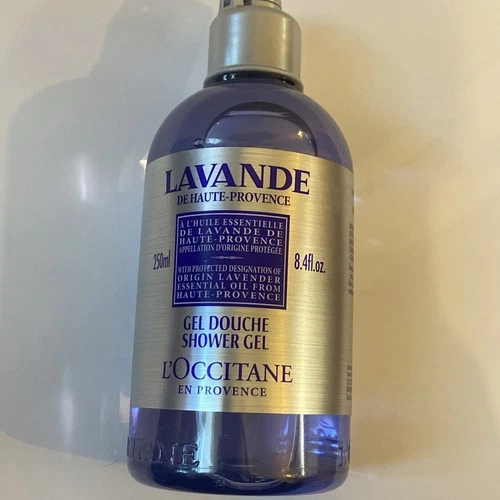 LAVANDE
DE HAUTE-PROVENCE
À L'HUILE ESSENTIELLE
DE LAVANDE DE
HAUTE-PROVENCE
APPELLATION D'ORIGINE PROTÉGÉE
250ml
8.4fl.oz.
WITH PROTECTED DESIGNATION OF
ORIGIN LAVENDER
ESSENTIAL OIL FROM
HAUTE-PROVENCE
GEL DOUCHE
SHOWER GEL
L'OCCITANE
EN PROVENCE